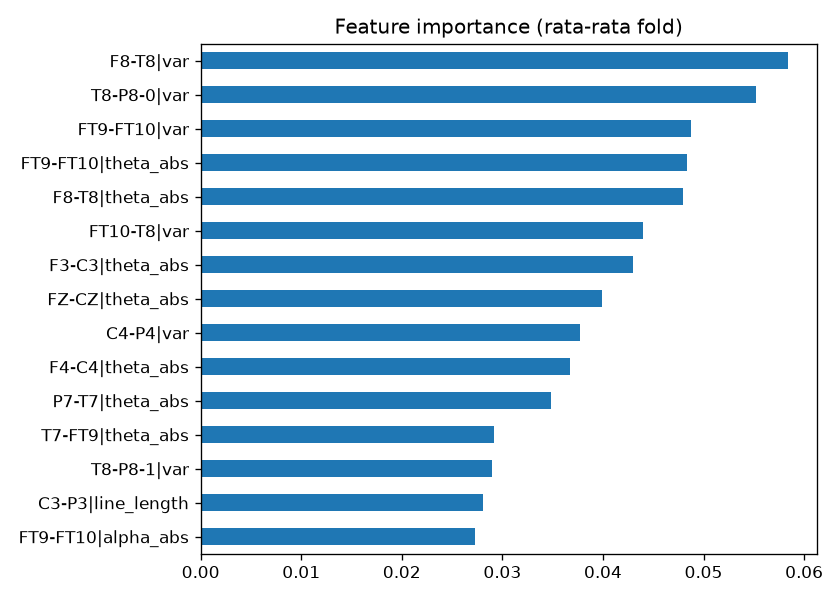 Feature importance (rata-rata fold)
F8-T8|var
T8-P8-0|var
FT9-FT10|var
FT9-FT10|theta_abs
F8-T8|theta_abs
FT10-T8|var
F3-C3|theta_abs
FZ-CZ|theta_abs
C4-P4|var
F4-C4|theta_abs
P7-T7|theta_abs
T7-FT9|theta_abs
T8-P8-1|var
C3-P3|line_length
FT9-FT10|alpha_abs
0.00 0.01 0.02 0.03 0.04 0.05 0.06